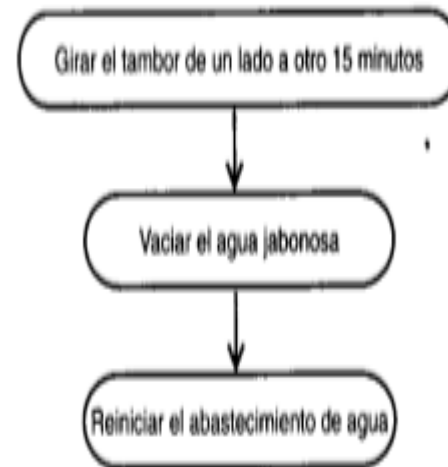 Girar el tambor de un lado a otro 15 minutos
Vaciar el agua jabonosa
Reiniciar el abastecimiento de agua